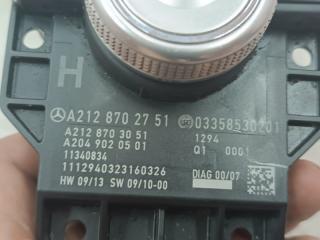 H
A212 870 27 51 03358530201
A212 870 30 51 1294
A204 902 05 01 Q1 0001
11340834
1112940323160326 DIAG 00/07
HW 09/13 SW 09/10-00